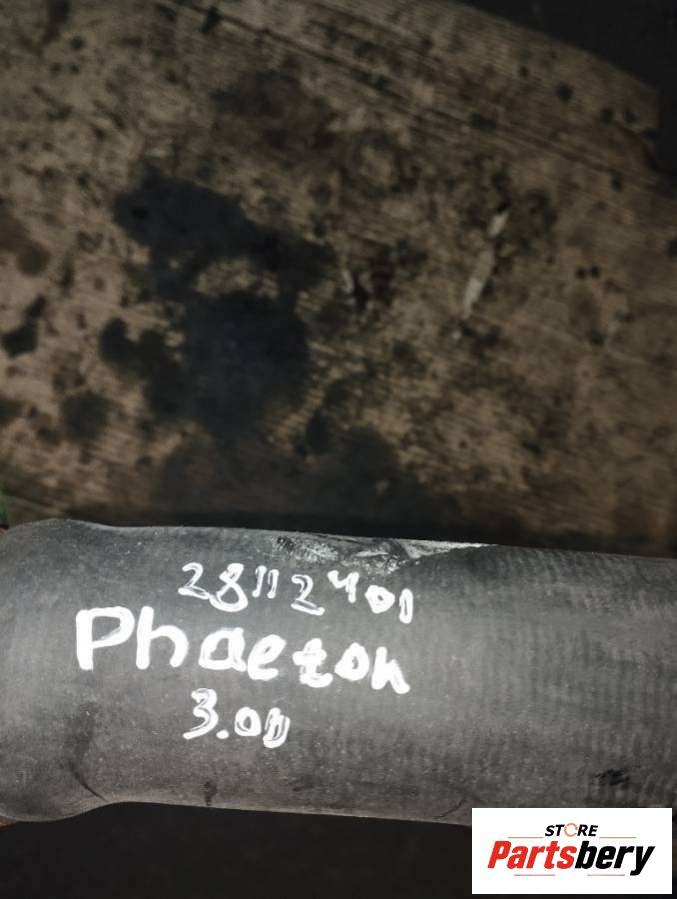 28112401
Phaeton
3.0D
STORE
Partsbery